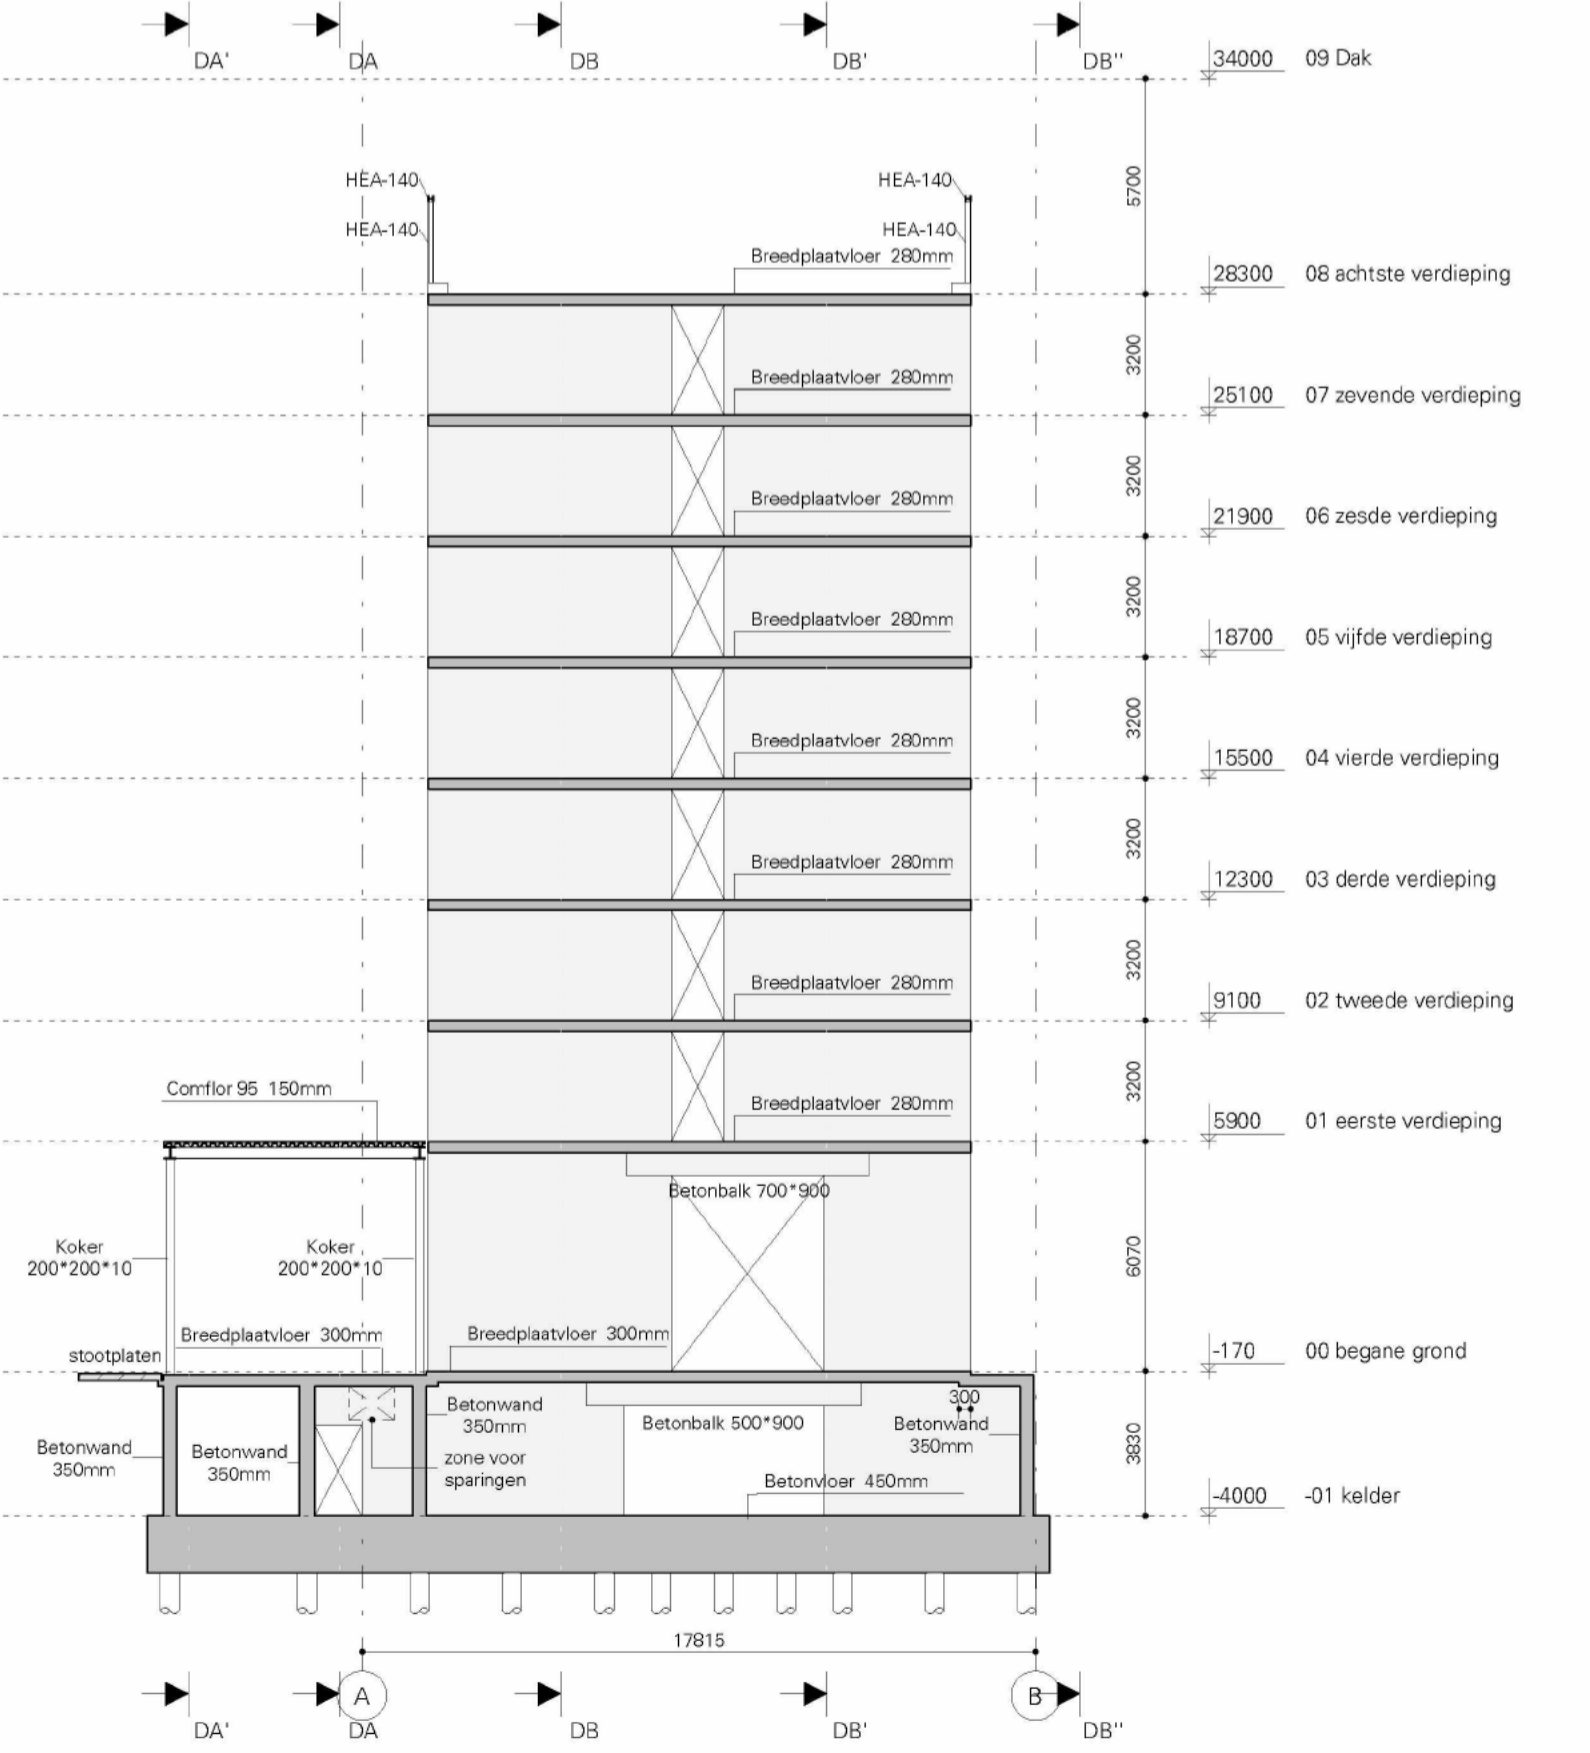 DA'
DA
DB
DB'
DB''
34000 09 Dak
5700
HEA-140
HEA-140
HEA-140
HEA-140
Breedplaatvloer 280mm
28300 08 achtste verdieping
3200
Breedplaatvloer 280mm
25100 07 zevende verdieping
3200
Breedplaatvloer 280mm
21900 06 zesde verdieping
3200
Breedplaatvloer 280mm
18700 05 vijfde verdieping
3200
Breedplaatvloer 280mm
15500 04 vierde verdieping
3200
Breedplaatvloer 280mm
12300 03 derde verdieping
3200
Breedplaatvloer 280mm
9100 02 tweede verdieping
3200
Comflor 95 150mm
Breedplaatvloer 280mm
5900 01 eerste verdieping
Betonbalk 700*900
Koker
200*200*10
Koker
200*200*10
6070
Breedplaatvloer 300mm
Breedplaatvloer 300mm
stootplaten
-170 00 begane grond
300
Betonwand
350mm
Betonbalk 500*900
Betonwand
350mm
Betonwand
350mm
Betonwand
350mm
zone voor
sparingen
3830
Betonvloer 450mm
-4000 -01 kelder
17815
A
B
DA'
DA
DB
DB'
DB''